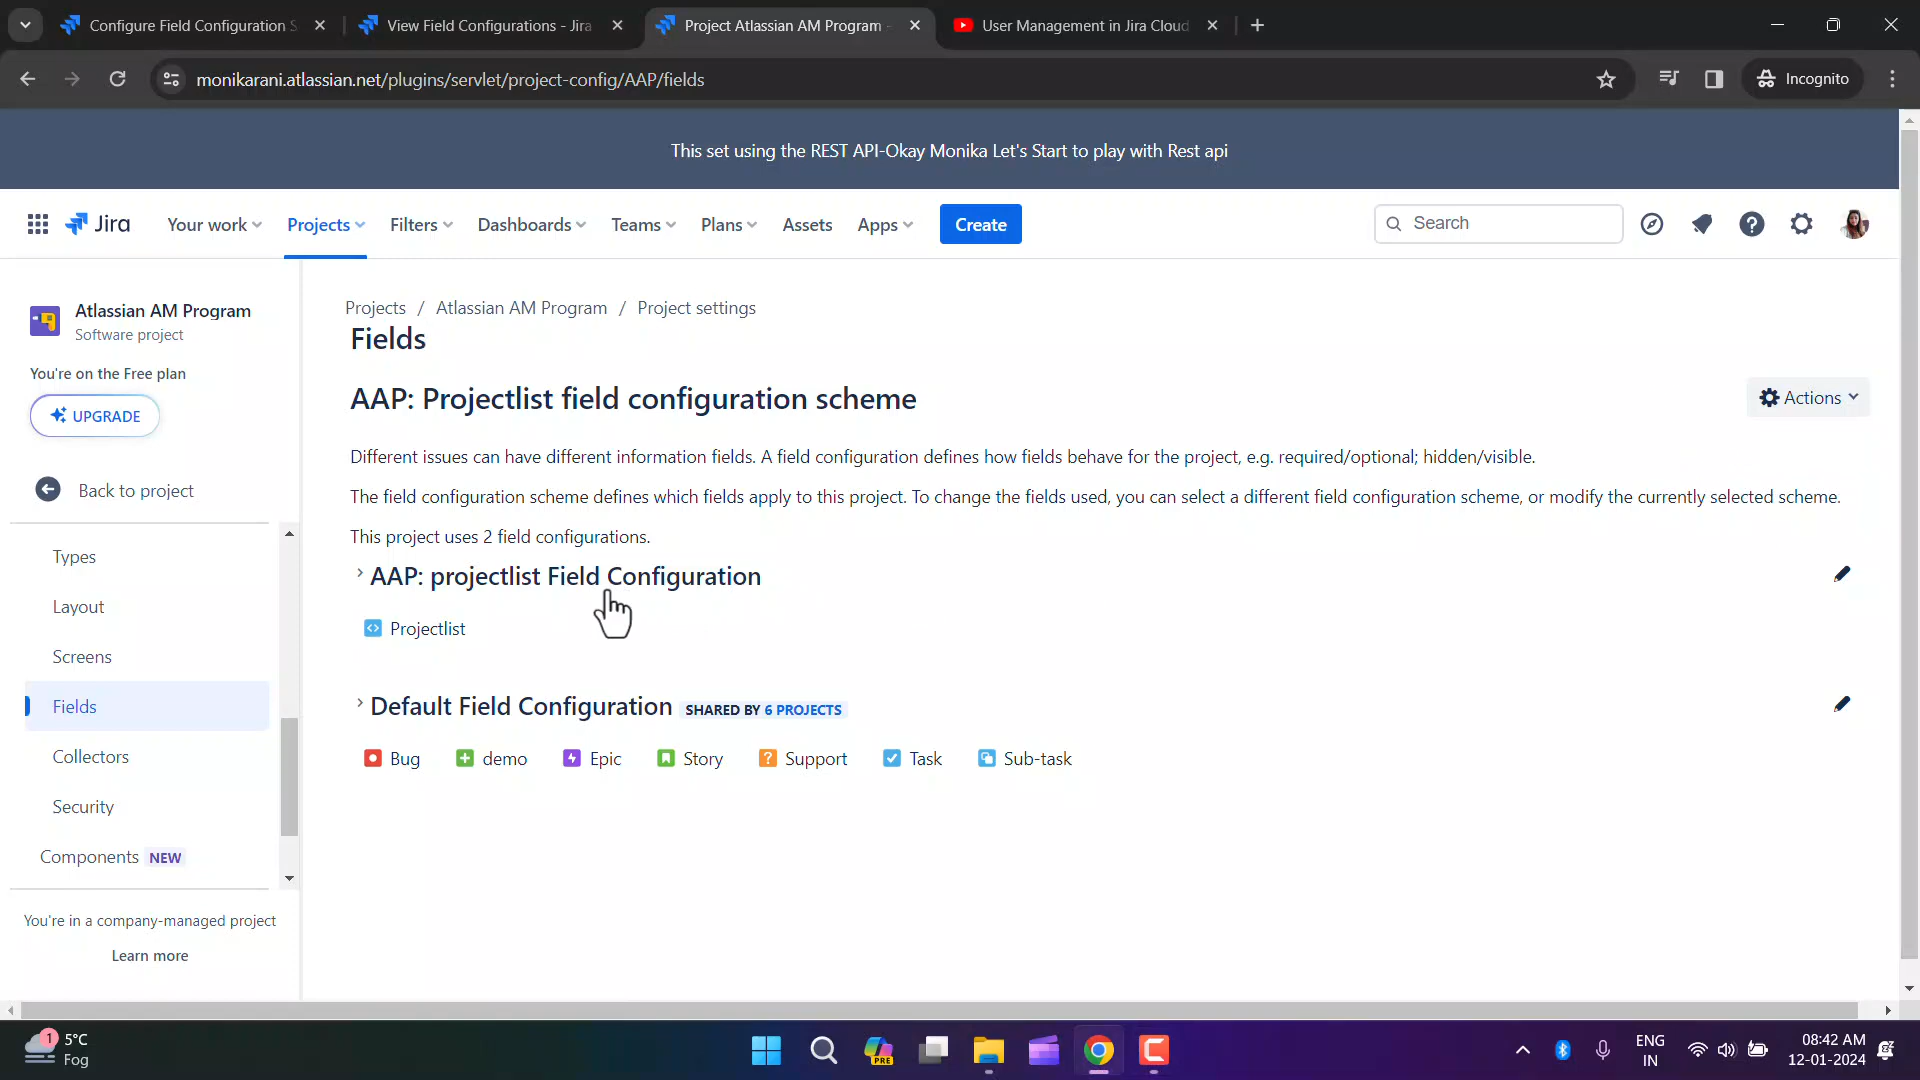 Configure Field Configuration S
View Field Configurations - Jira
Project Atlassian AM Program -
User Management in Jira Cloud
monikarani.atlassian.net/plugins/servlet/project-config/AAP/fields
Incognito
This set using the REST API-Okay Monika Let's Start to play with Rest api
Jira
Your work
Projects
Filters
Dashboards
Teams
Plans
Assets
Apps
Create
Search
Atlassian AM Program
Software project
You're on the Free plan
UPGRADE
Back to project
Types
Layout
Screens
Fields
Collectors
Security
Components NEW
You're in a company-managed project
Learn more
Projects / Atlassian AM Program / Project settings
Fields
AAP: Projectlist field configuration scheme
Actions
Different issues can have different information fields. A field configuration defines how fields behave for the project, e.g. required/optional; hidden/visible.
The field configuration scheme defines which fields apply to this project. To change the fields used, you can select a different field configuration scheme, or modify the currently selected scheme.
This project uses 2 field configurations.
AAP: projectlist Field Configuration
Projectlist
Default Field Configuration SHARED BY 6 PROJECTS
Bug demo Epic Story Support Task Sub-task
1
5°C
Fog
PRE
ENG
IN
08:42 AM
12-01-2024